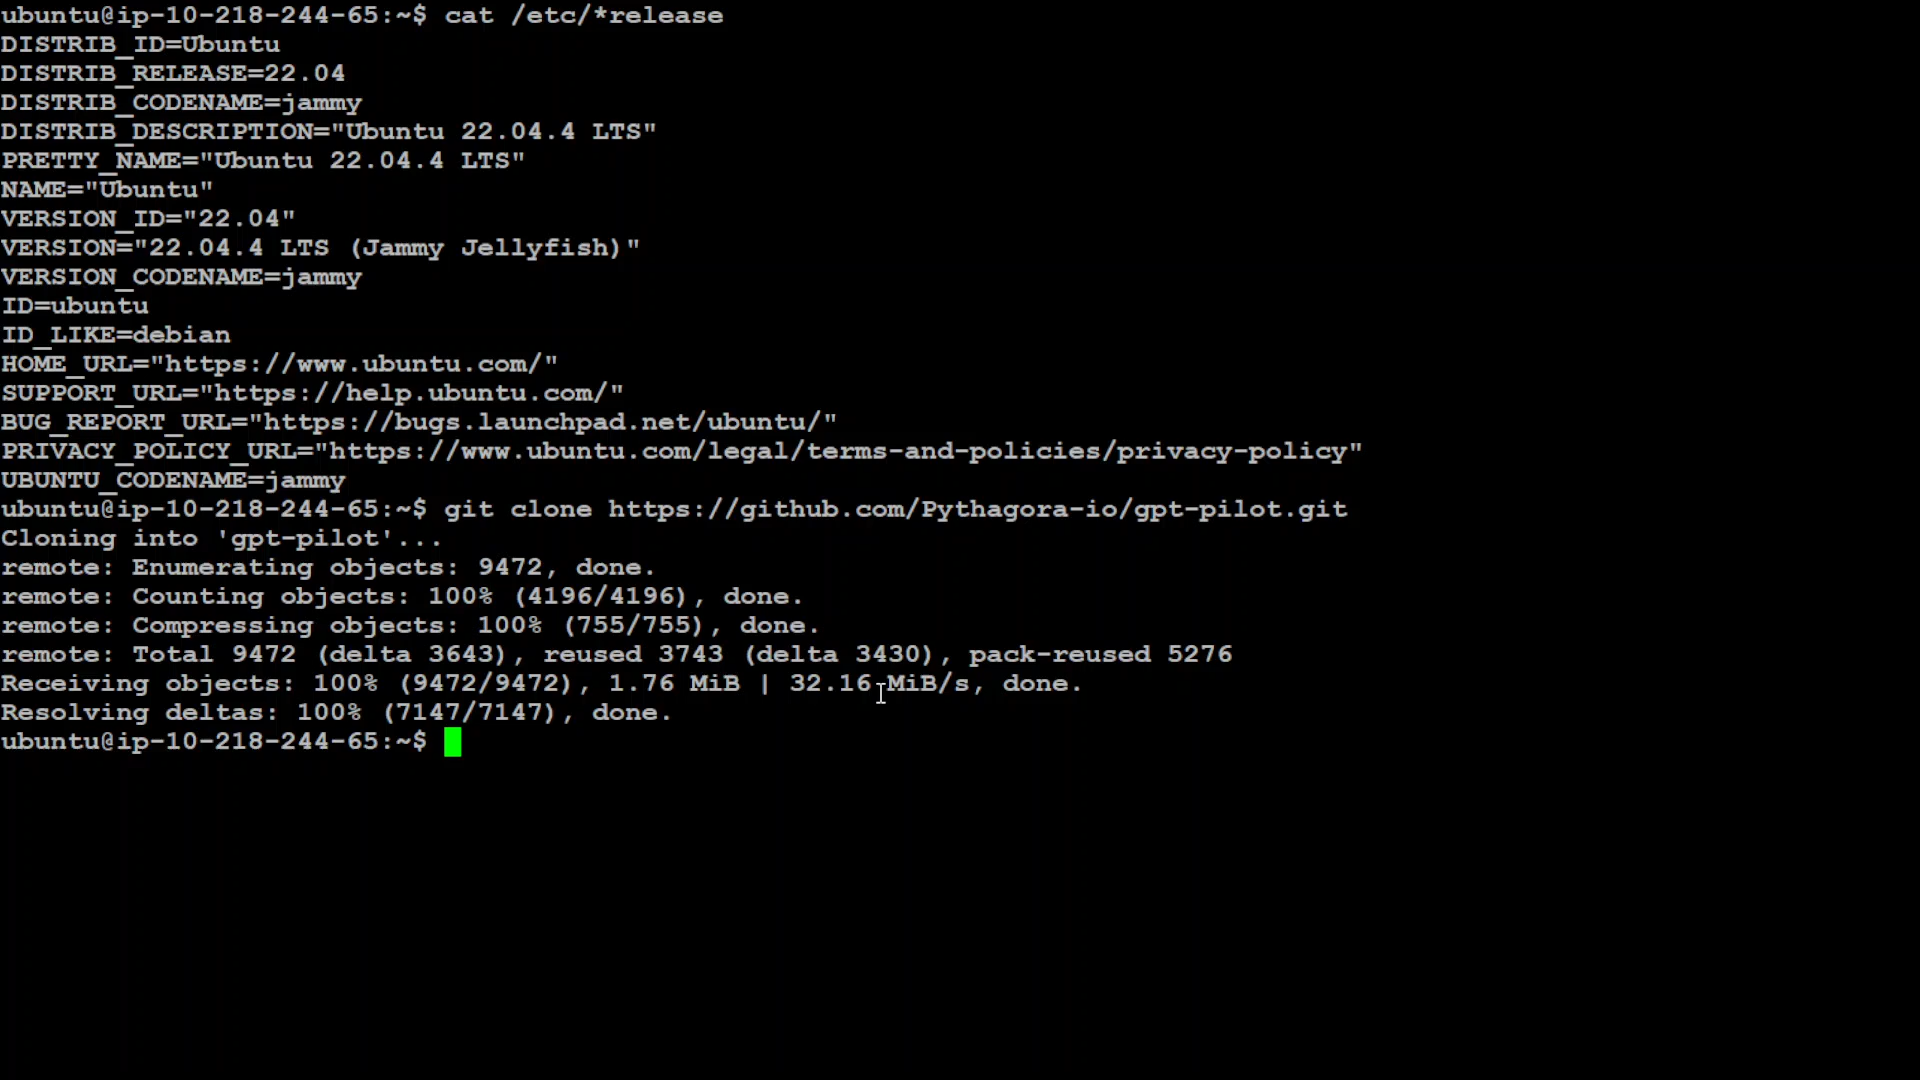 ubuntu@ip-10-218-244-65:~$ cat /etc/*release
DISTRIB_ID=Ubuntu
DISTRIB_RELEASE=22.04
DISTRIB_CODENAME=jammy
DISTRIB_DESCRIPTION="Ubuntu 22.04.4 LTS"
PRETTY_NAME="Ubuntu 22.04.4 LTS"
NAME="Ubuntu"
VERSION_ID="22.04"
VERSION="22.04.4 LTS (Jammy Jellyfish)"
VERSION_CODENAME=jammy
ID=ubuntu
ID_LIKE=debian
HOME_URL="https://www.ubuntu.com/"
SUPPORT_URL="https://help.ubuntu.com/"
BUG_REPORT_URL="https://bugs.launchpad.net/ubuntu/"
PRIVACY_POLICY_URL="https://www.ubuntu.com/legal/terms-and-policies/privacy-policy"
UBUNTU_CODENAME=jammy
ubuntu@ip-10-218-244-65:~$ git clone https://github.com/Pythagora-io/gpt-pilot.git
Cloning into 'gpt-pilot'...
remote: Enumerating objects: 9472, done.
remote: Counting objects: 100% (4196/4196), done.
remote: Compressing objects: 100% (755/755), done.
remote: Total 9472 (delta 3643), reused 3743 (delta 3430), pack-reused 5276
Receiving objects: 100% (9472/9472), 1.76 MiB | 32.16 MiB/s, done.
Resolving deltas: 100% (7147/7147), done.
ubuntu@ip-10-218-244-65:~$